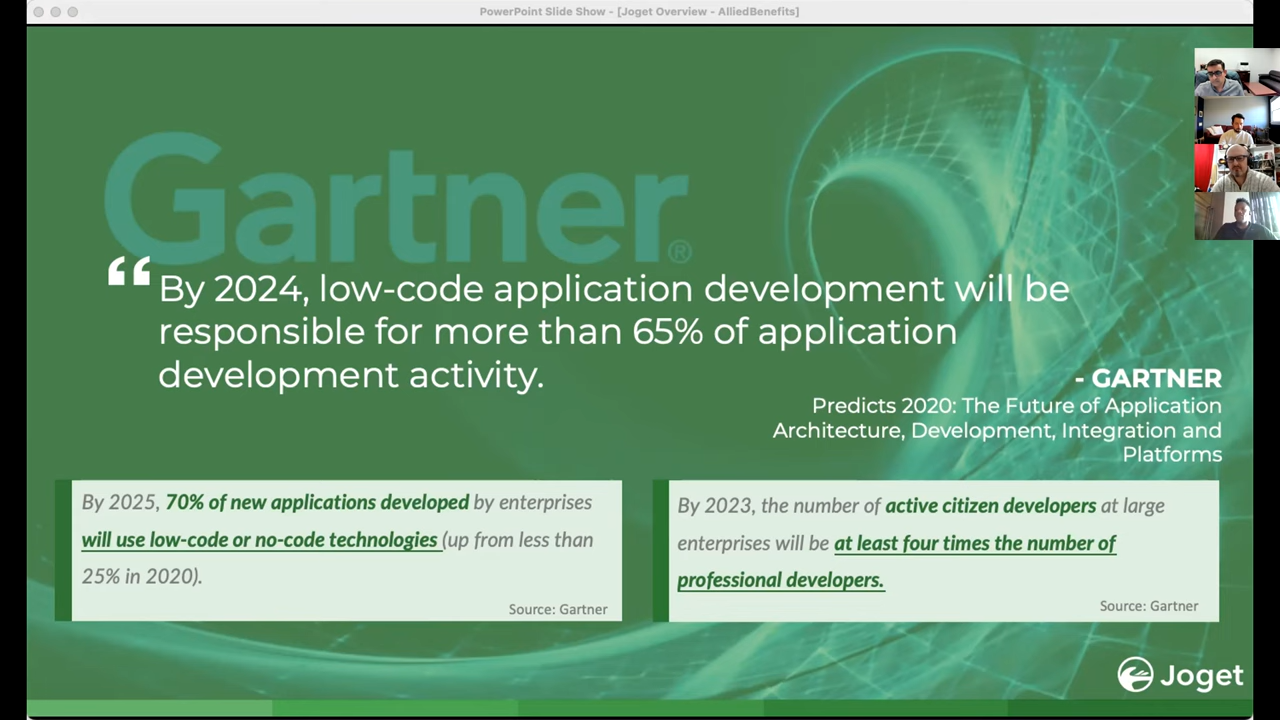 PowerPoint Slide Show - [Joget Overview - AlliedBenefits]
Gartner®
“By 2024, low-code application development will be
responsible for more than 65% of application
development activity.
- GARTNER
Predicts 2020: The Future of Application
Architecture, Development, Integration and
Platforms
By 2025, 70% of new applications developed by enterprises
will use low-code or no-code technologies (up from less than
25% in 2020).
Source: Gartner
By 2023, the number of active citizen developers at large
enterprises will be at least four times the number of
professional developers.
Source: Gartner
Joget